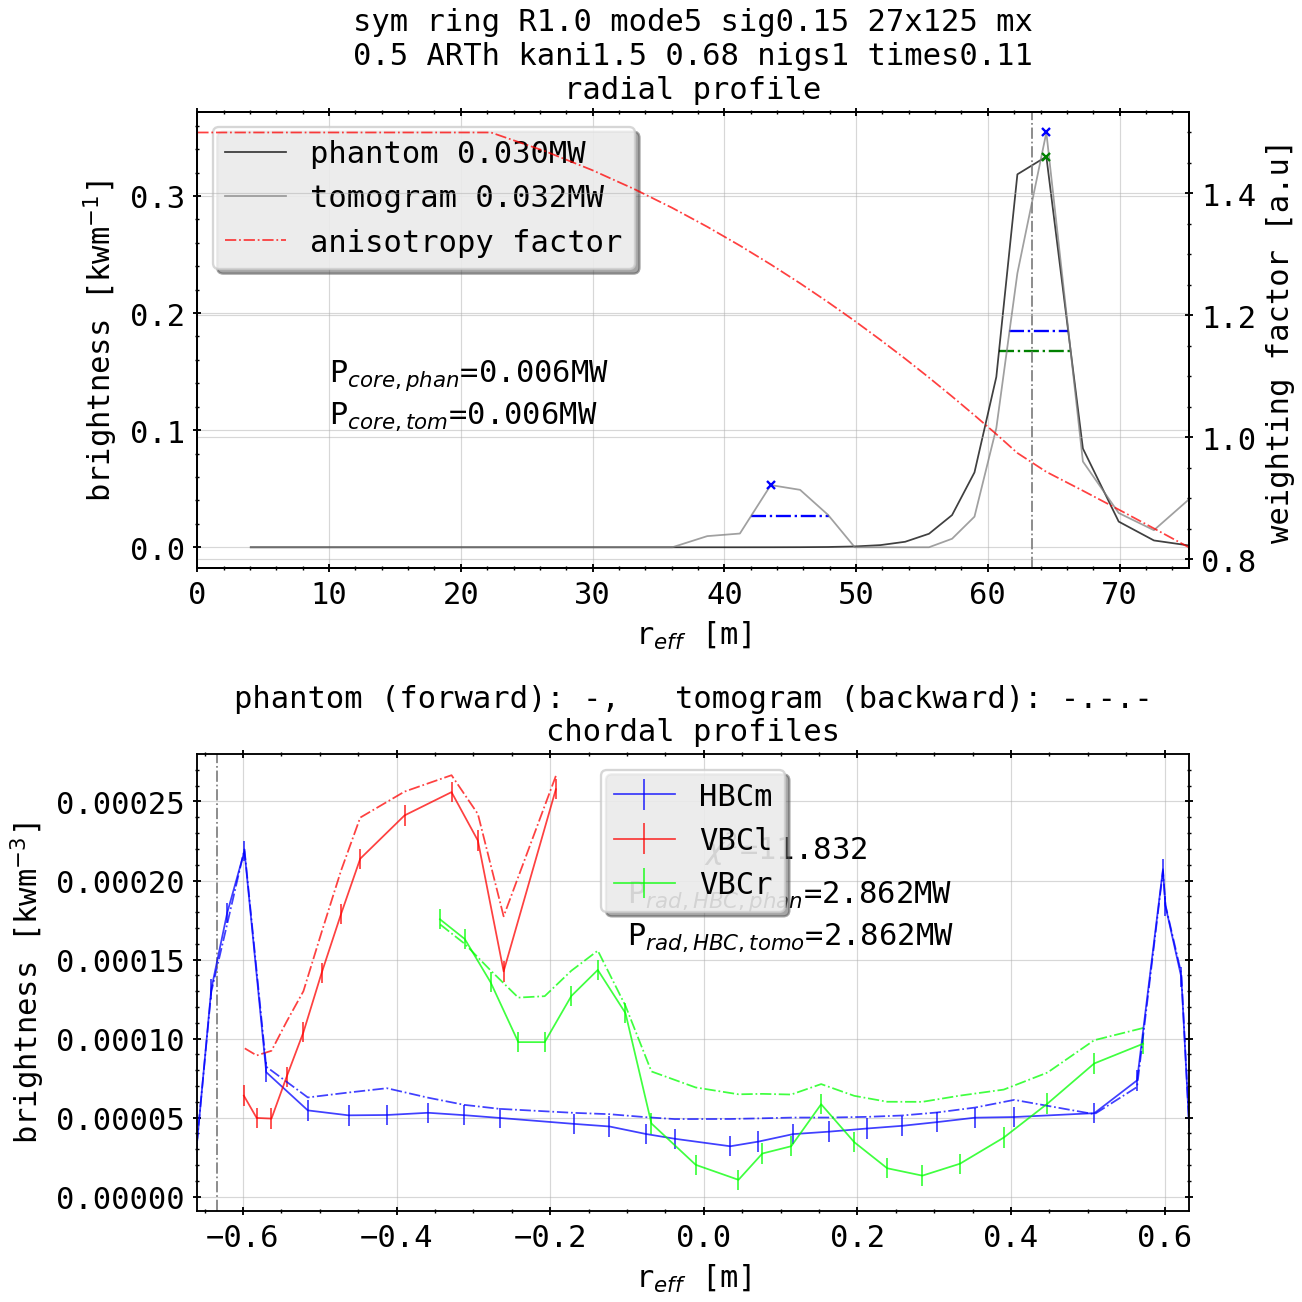 sym ring R1.0 mode5 sig0.15 27x125 mx
0.5 ARTh kani1.5 0.68 nigs1 times0.11
radial profile
phantom 0.030MW
tomogram 0.032MW
anisotropy factor
P_core,phan=0.006MW
P_core,tom=0.006MW
brightness [kwm^-1]
0.3
0.2
0.1
0.0
weighting factor [a.u]
1.4
1.2
1.0
0.8
0 10 20 30 40 50 60 70
r_eff [m]
phantom (forward): -, tomogram (backward): -.-.-
chordal profiles
HBCm
VBCl
VBCr
11.832
P_rad,HBC,phan=2.862MW
P_rad,HBC,tomo=2.862MW
brightness [kwm^-3]
0.00025
0.00020
0.00015
0.00010
0.00005
0.00000
−0.6 −0.4 −0.2 0.0 0.2 0.4 0.6
r_eff [m]